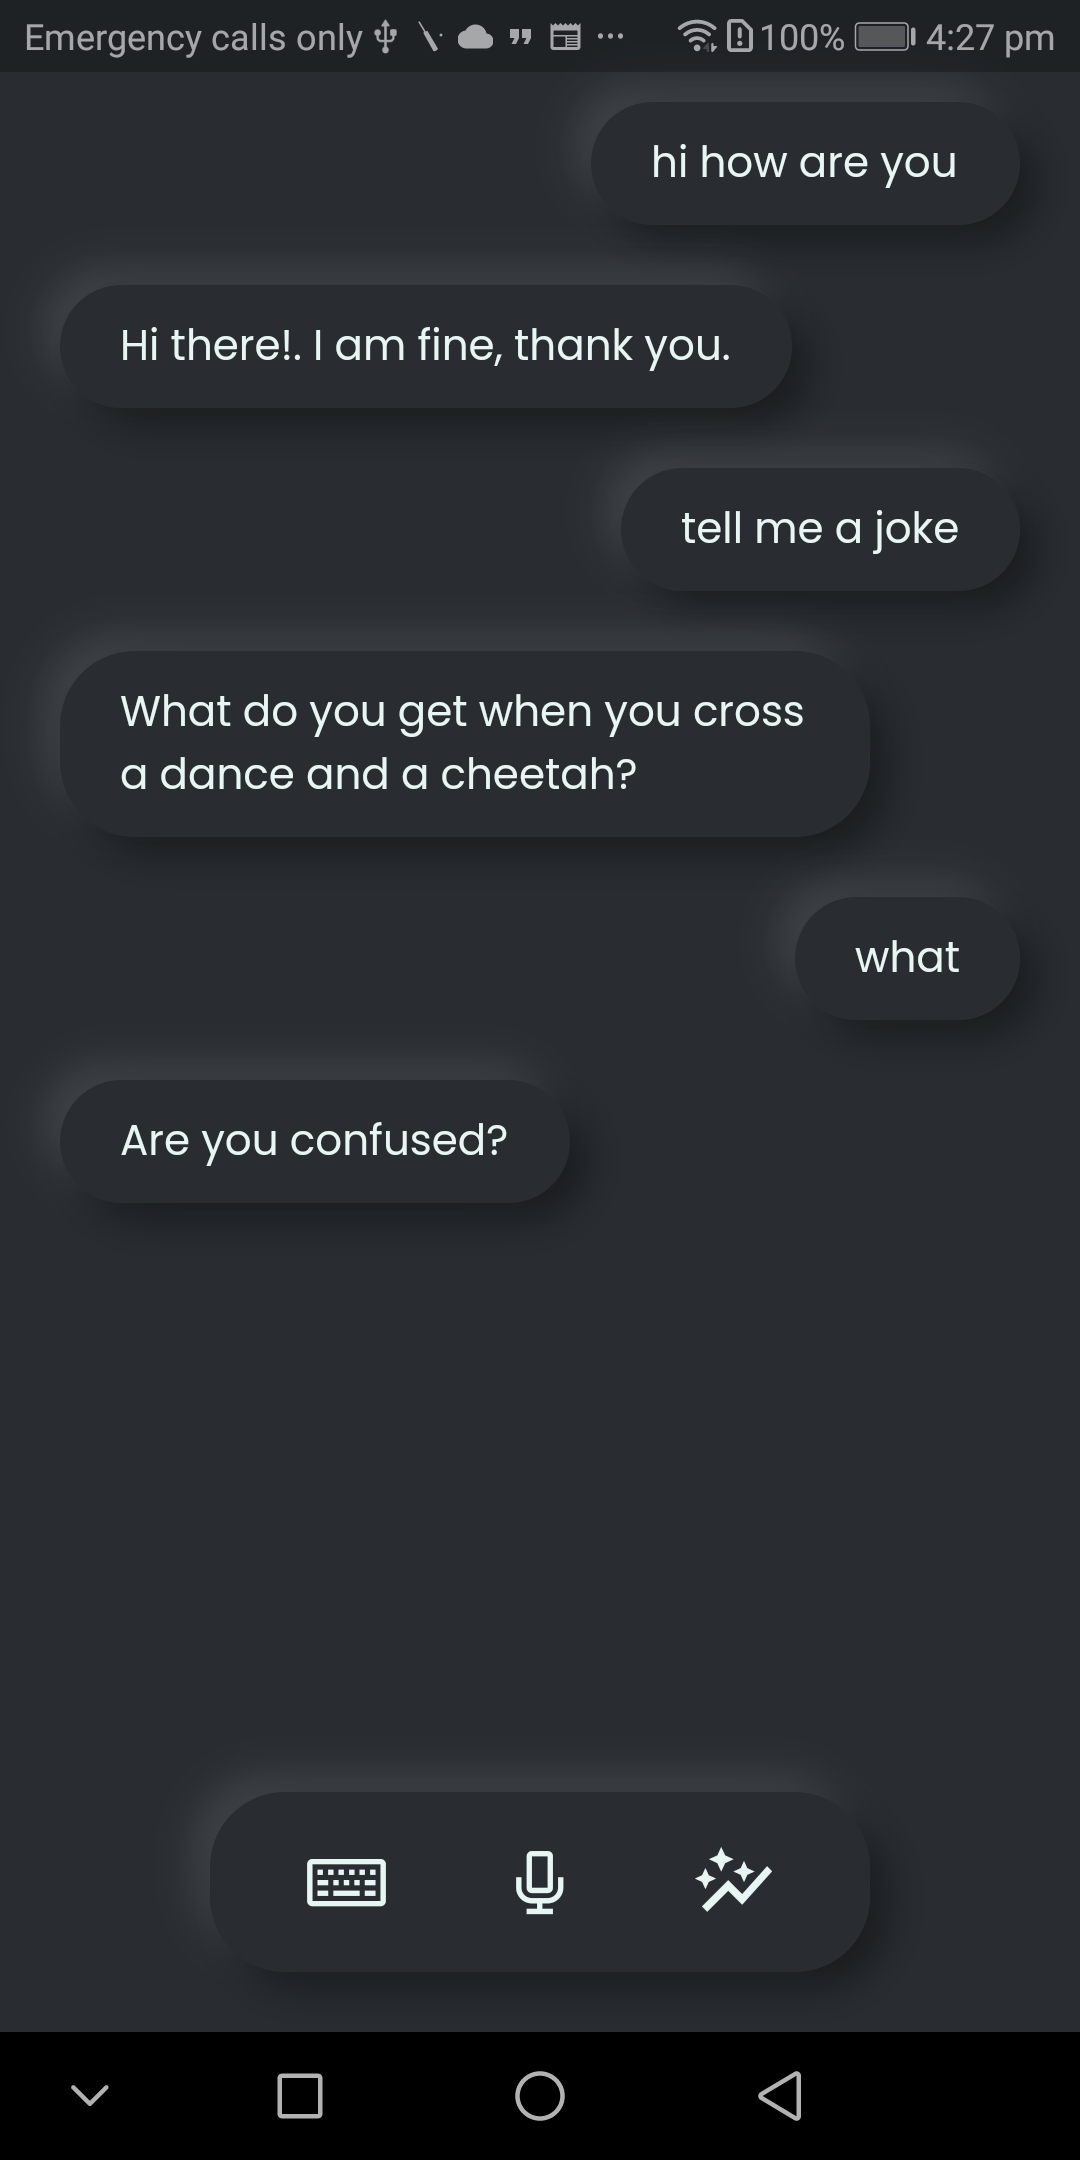 Emergency calls only 100% 4:27 pm
hi how are you
Hi there!. I am fine, thank you.
tell me a joke
What do you get when you cross
a dance and a cheetah?
what
Are you confused?